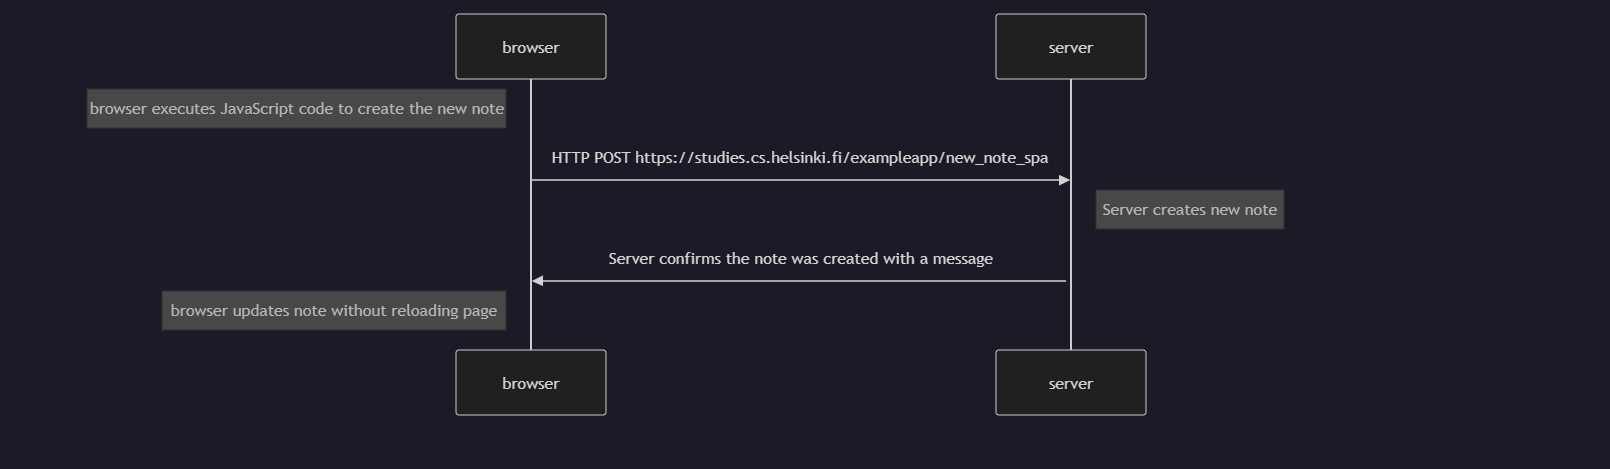 browser
server
browser executes JavaScript code to create the new note
HTTP POST https://studies.cs.helsinki.fi/exampleapp/new_note_spa
Server creates new note
Server confirms the note was created with a message
browser updates note without reloading page
browser
server